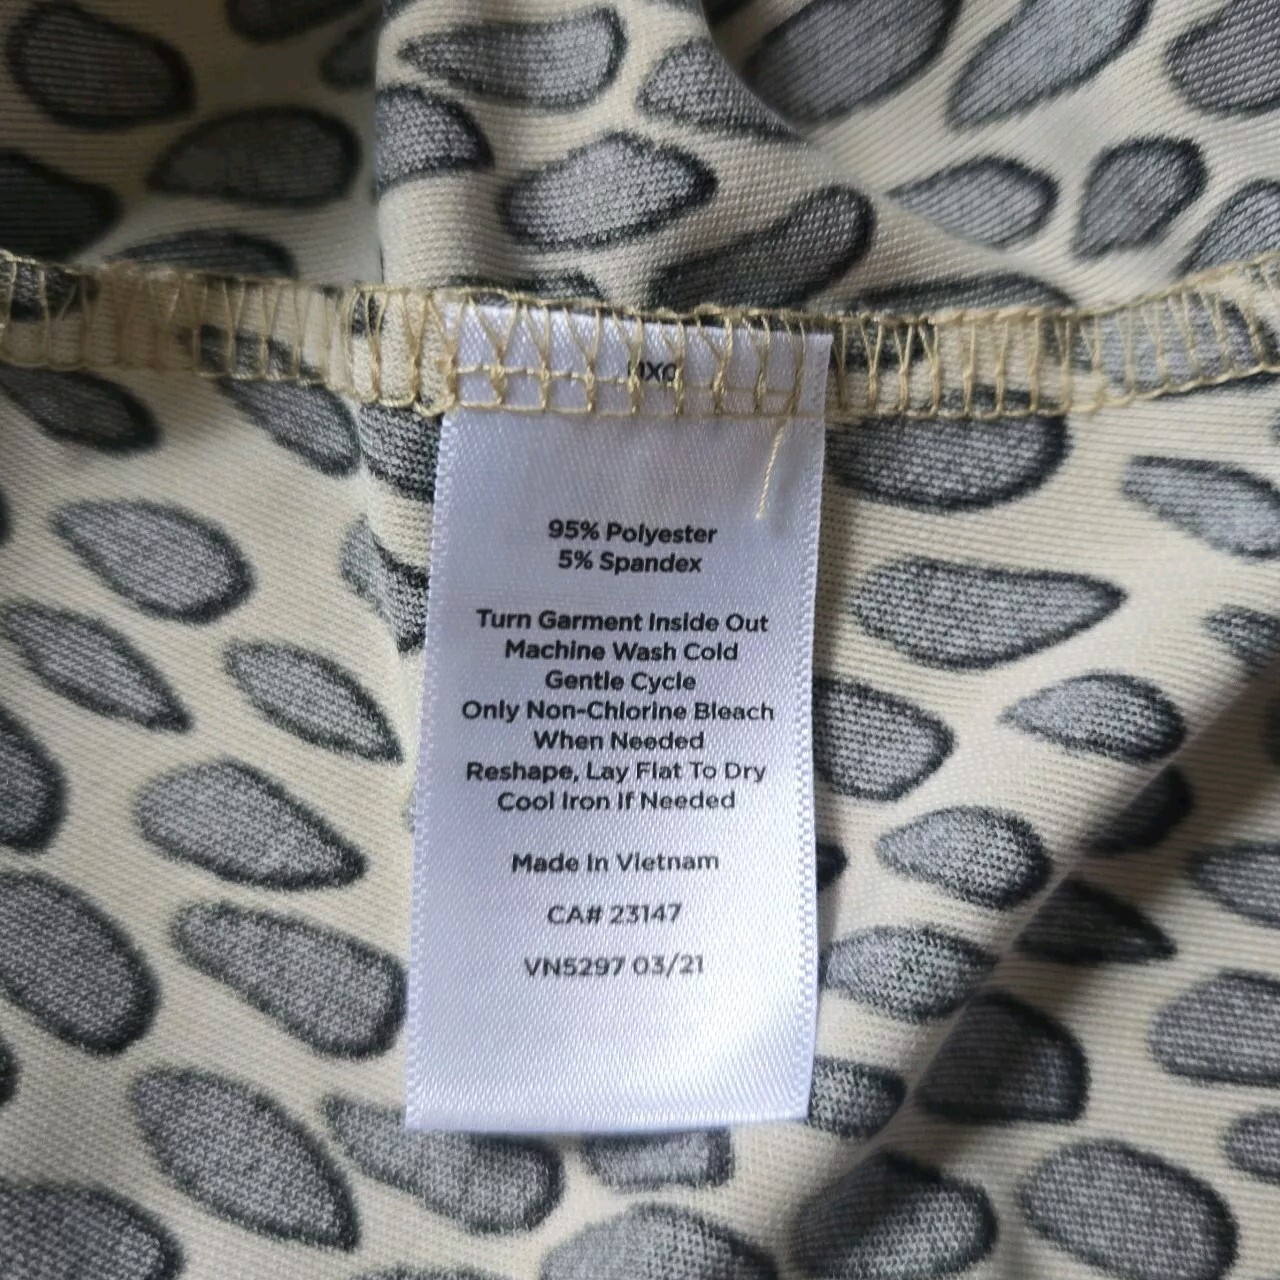 95% Polyester
5% Spandex
Turn Garment Inside Out
Machine Wash Cold
Gentle Cycle
Only Non-Chlorine Bleach
When Needed
Reshape, Lay Flat To Dry
Cool Iron If Needed
Made In Vietnam
CA# 23147
VN5297 03/21